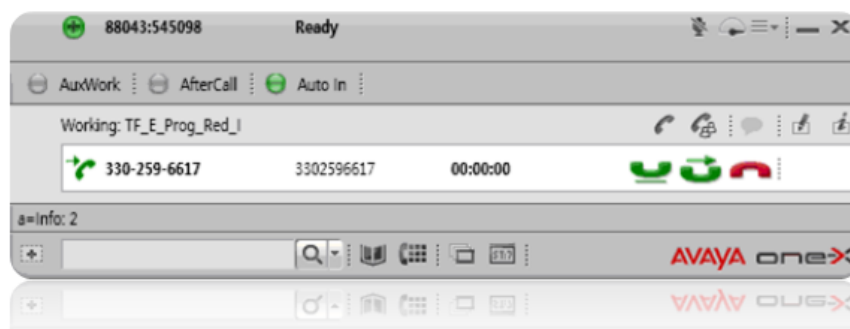 88043:545098 Ready
AuxWork AfterCall Auto In
Working: TF_E_Prog_Red_I
330-259-6617 3302596617 00:00:00
a=Info: 2
AVAYA one-X